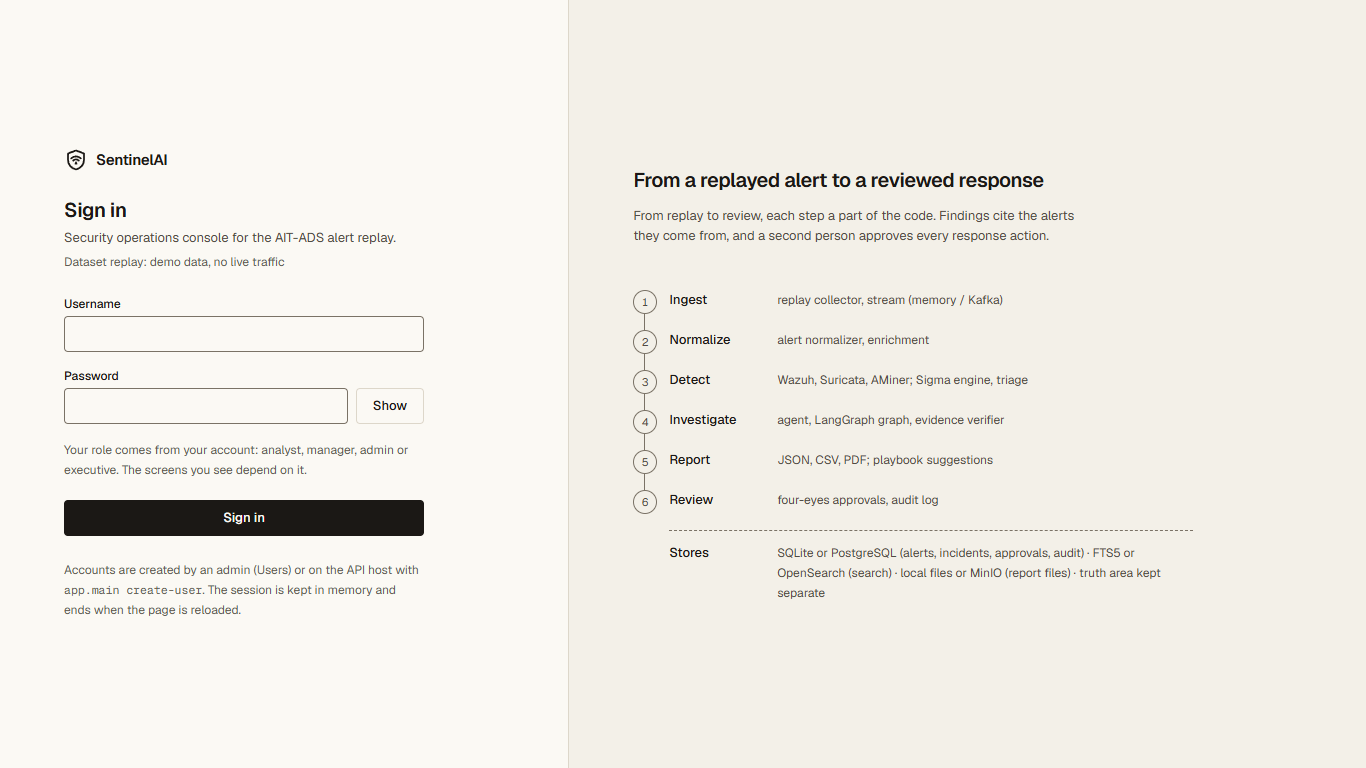 SentinelAI
Sign in
Security operations console for the AIT-ADS alert replay.
Dataset replay: demo data, no live traffic
Username
Password
Show
Your role comes from your account: analyst, manager, admin or
executive. The screens you see depend on it.
Sign in
Accounts are created by an admin (Users) or on the API host with
app.main create-user. The session is kept in memory and
ends when the page is reloaded.
From a replayed alert to a reviewed response
From replay to review, each step a part of the code. Findings cite the alerts
they come from, and a second person approves every response action.
1 Ingest replay collector, stream (memory / Kafka)
2 Normalize alert normalizer, enrichment
3 Detect Wazuh, Suricata, AMiner; Sigma engine, triage
4 Investigate agent, LangGraph graph, evidence verifier
5 Report JSON, CSV, PDF; playbook suggestions
6 Review four-eyes approvals, audit log
Stores SQLite or PostgreSQL (alerts, incidents, approvals, audit) · FTS5 or
OpenSearch (search) · local files or MinIO (report files) · truth area kept
separate